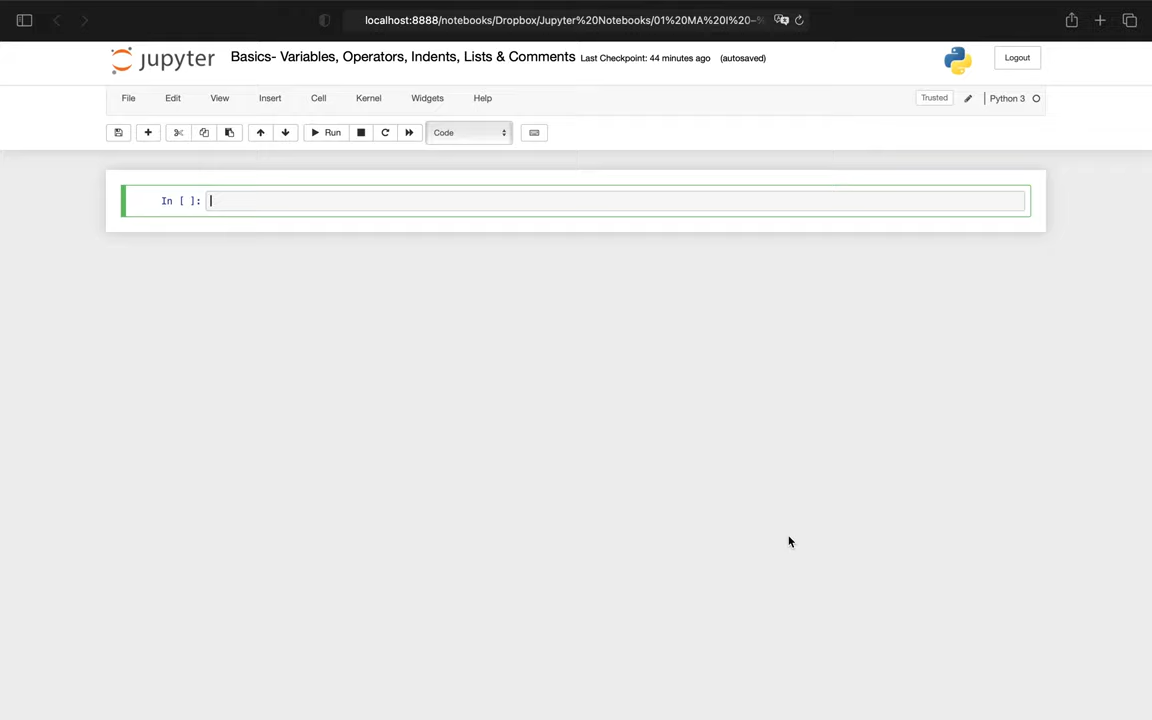 localhost:8888/notebooks/Dropbox/Jupyter%20Notebooks/01%20MA%20I%20–%
jupyter Basics- Variables, Operators, Indents, Lists & Comments Last Checkpoint: 44 minutes ago (autosaved) Logout
File Edit View Insert Cell Kernel Widgets Help Trusted Python 3
Run Code
In [ ]: